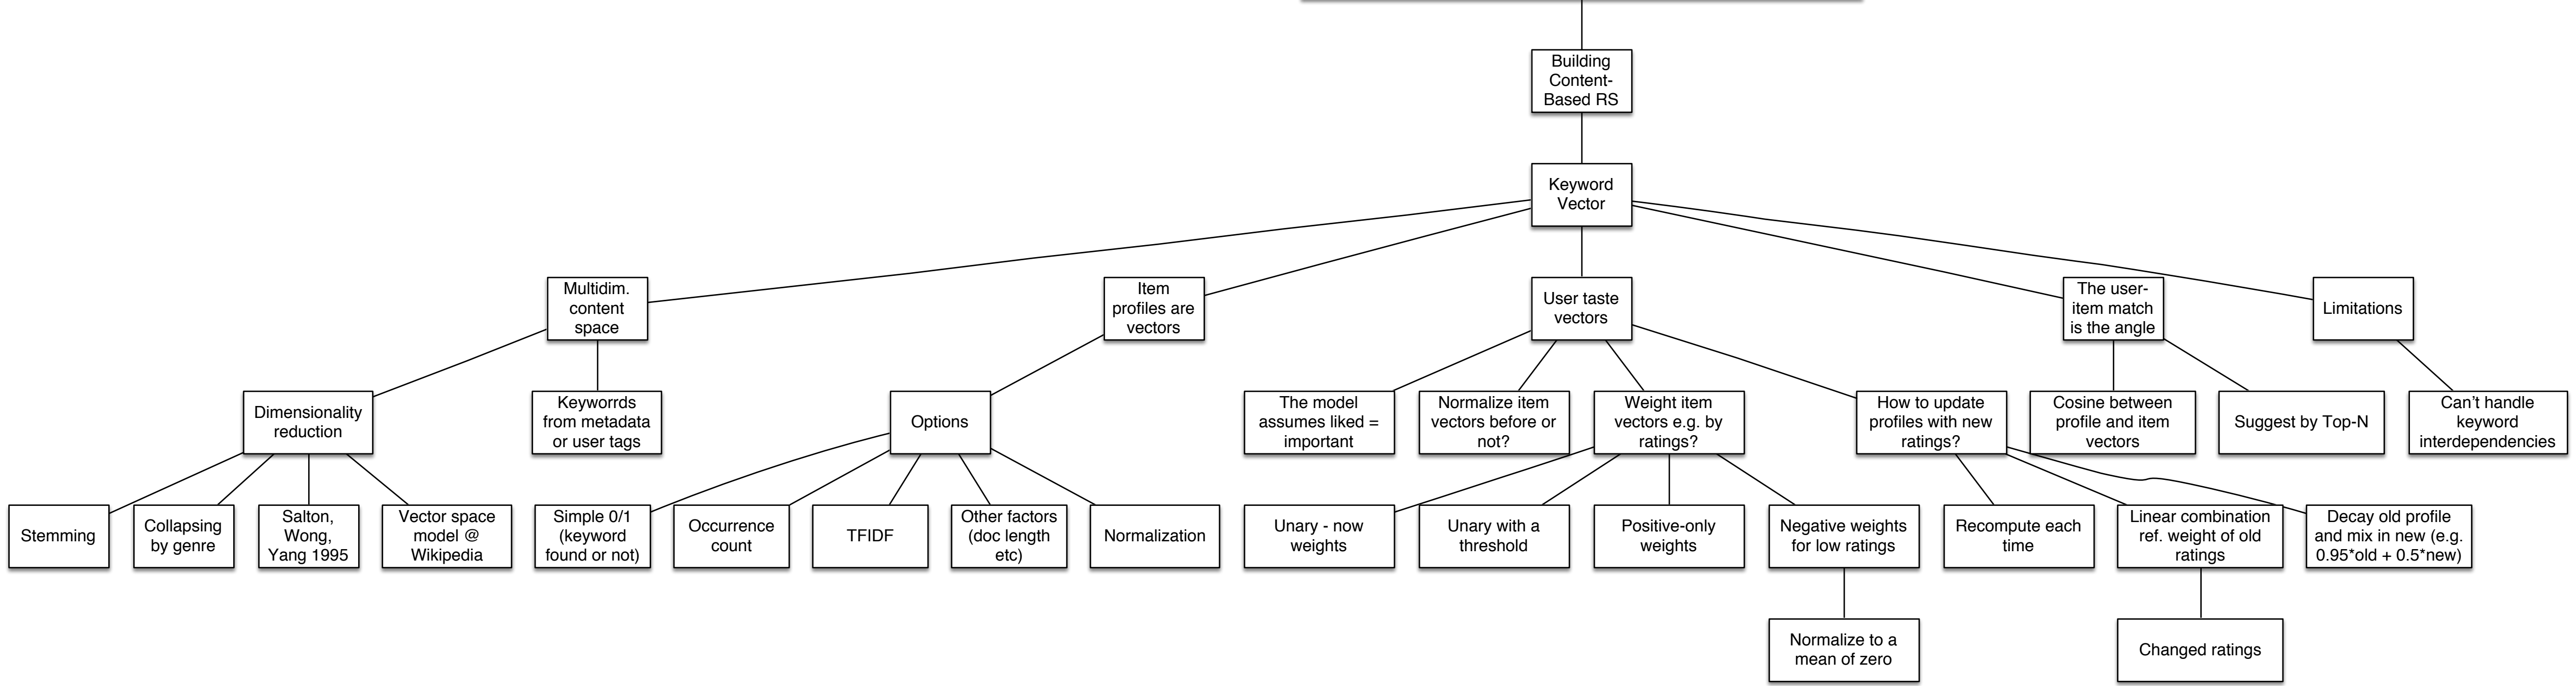 Building
Content-
Based RS
Keyword
Vector
Multidim.
content
space
Item
profiles are
vectors
User taste
vectors
The user-
item match
is the angle
Limitations
Dimensionality
reduction
Keyworrds
from metadata
or user tags
Options
The model
assumes liked =
important
Normalize item
vectors before or
not?
Weight item
vectors e.g. by
ratings?
How to update
profiles with new
ratings?
Cosine between
profile and item
vectors
Suggest by Top-N
Can't handle
keyword
interdependencies
Stemming
Collapsing
by genre
Salton,
Wong,
Yang 1995
Vector space
model @
Wikipedia
Simple 0/1
(keyword
found or not)
Occurrence
count
TFIDF
Other factors
(doc length
etc)
Normalization
Unary - now
weights
Unary with a
threshold
Positive-only
weights
Negative weights
for low ratings
Recompute each
time
Linear combination
ref. weight of old
ratings
Decay old profile
and mix in new (e.g.
0.95*old + 0.5*new)
Normalize to a
mean of zero
Changed ratings